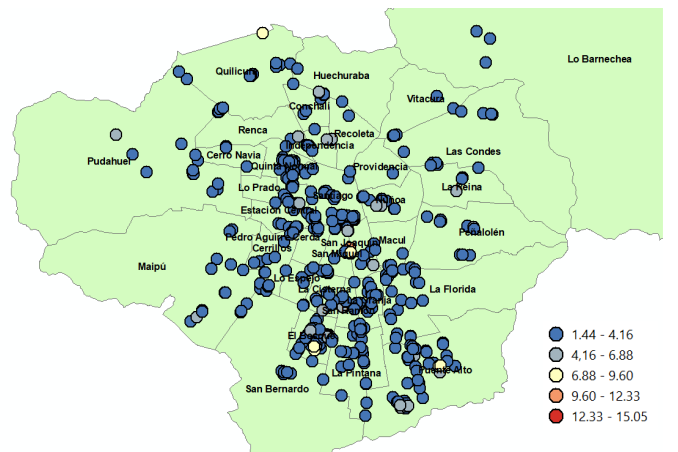 Lo Barnechea
Quilicura
Huechuraba
Vitacura
Conchalí
Renca
Recoleta
Independencia
Las Condes
Pudahuel
Cerro Navia
Quinta Normal
Providencia
Lo Prado
La Reina
Santiago
Ñuñoa
Estación Central
Peñalolén
Pedro Aguirre Cerda
San Joaquín
Macul
Cerrillos
San Miguel
Maipú
Lo Espejo
La Cisterna
La Florida
La Granja
San Ramón
El Bosque
Puente Alto
La Pintana
San Bernardo
1.44 - 4.16
4,16 - 6.88
6.88 - 9.60
9.60 - 12.33
12.33 - 15.05